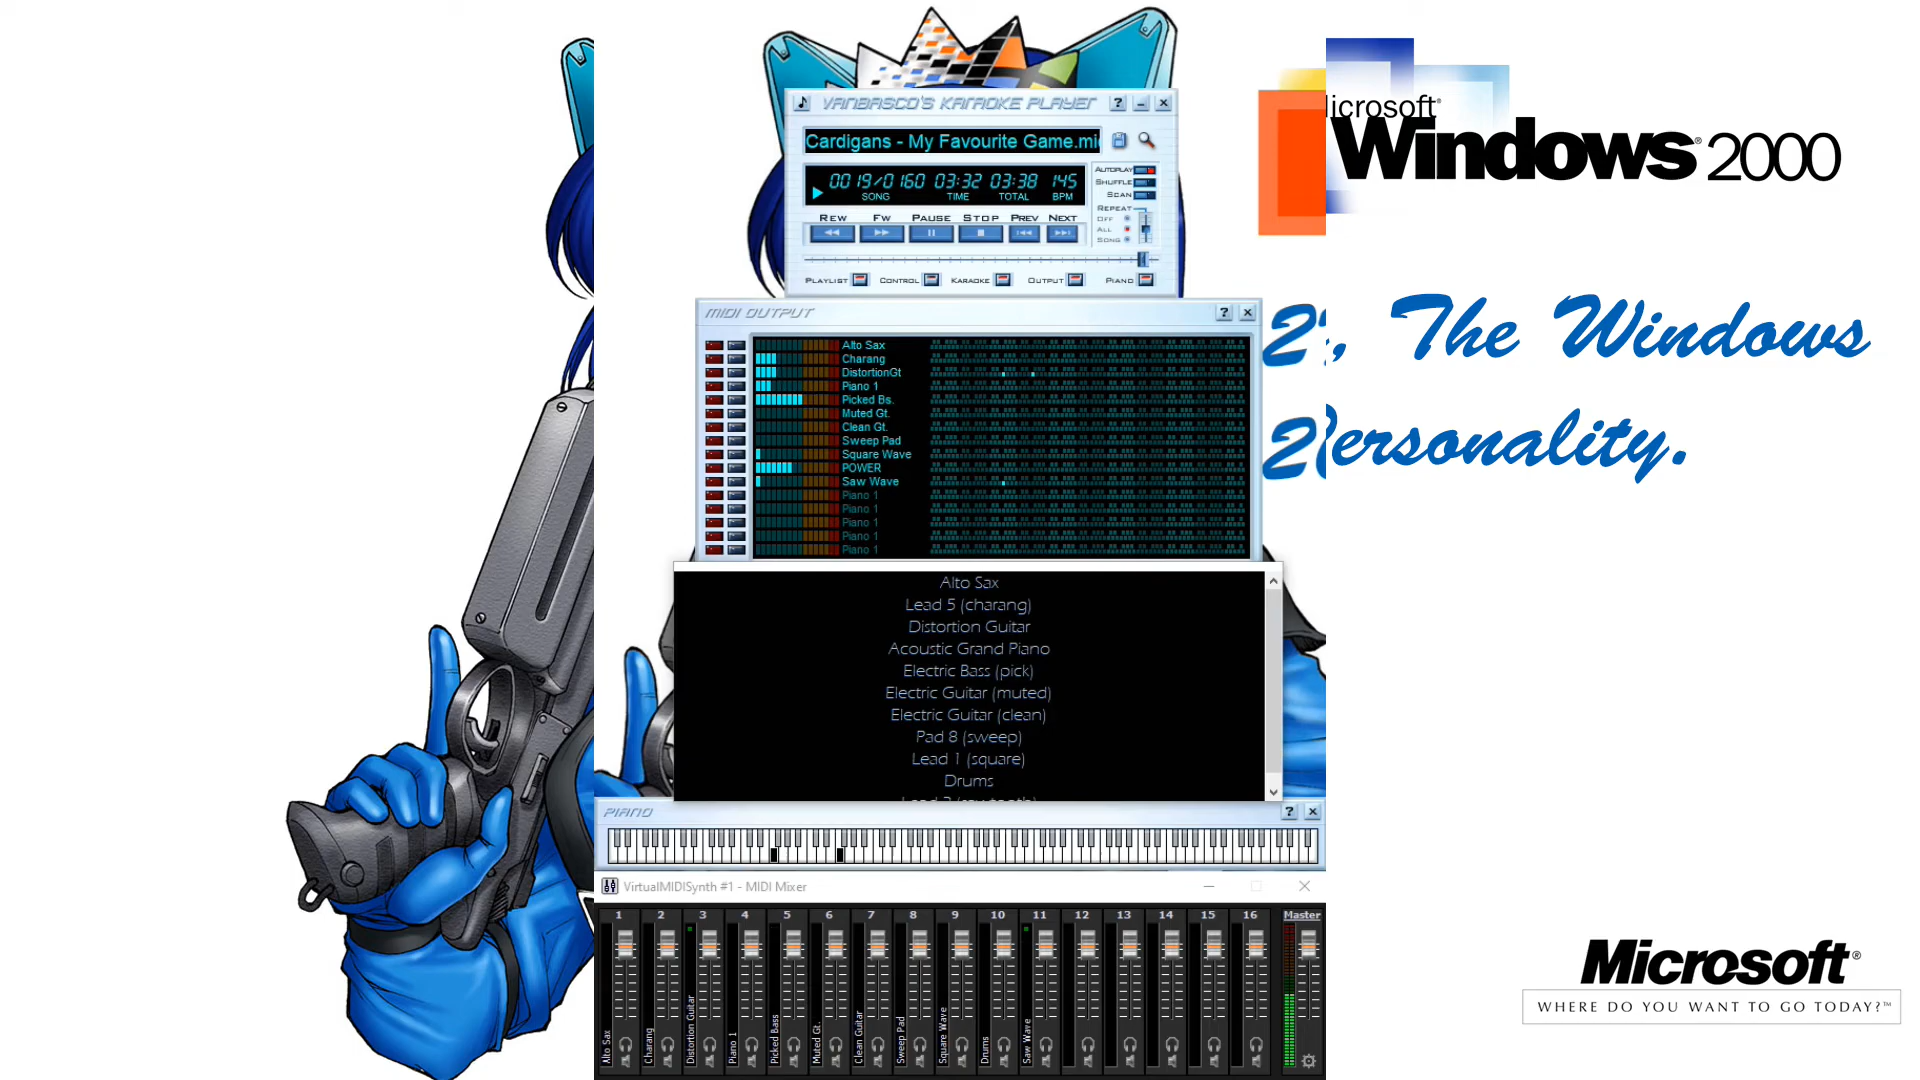 VANBASCO'S KARAOKE PLAYER
?
Cardigans - My Favourite Game.mi
0019/0160 03:32 03:38 145
SONG TIME TOTAL BPM
AUTOPLAY
SHUFFLE
SCAN
REPEAT
OFF
ALL
SONG
REW FW PAUSE STOP PREV NEXT
PLAYLIST CONTROL KARAOKE OUTPUT PIANO
icrosoft®
Windows® 2000
2
, The Windows
2
ersonality.
MIDI OUTPUT
?
Alto Sax
Charang
DistortionGt
Piano 1
Picked Bs.
Muted Gt.
Clean Gt.
Sweep Pad
Square Wave
POWER
Saw Wave
Piano 1
Piano 1
Piano 1
Piano 1
Piano 1
Alto Sax
Lead 5 (charang)
Distortion Guitar
Acoustic Grand Piano
Electric Bass (pick)
Electric Guitar (muted)
Electric Guitar (clean)
Pad 8 (sweep)
Lead 1 (square)
Drums
PIANO
?
VirtualMIDISynth #1 - MIDI Mixer
1 2 3 4 5 6 7 8 9 10 11 12 13 14 15 16 Master
Alto Sax
Charang
Distortion Guitar
Piano 1
Picked Bass
Muted Gt.
Clean Guitar
Sweep Pad
Square Wave
Drums
Saw Wave
Microsoft®
WHERE DO YOU WANT TO GO TODAY?™